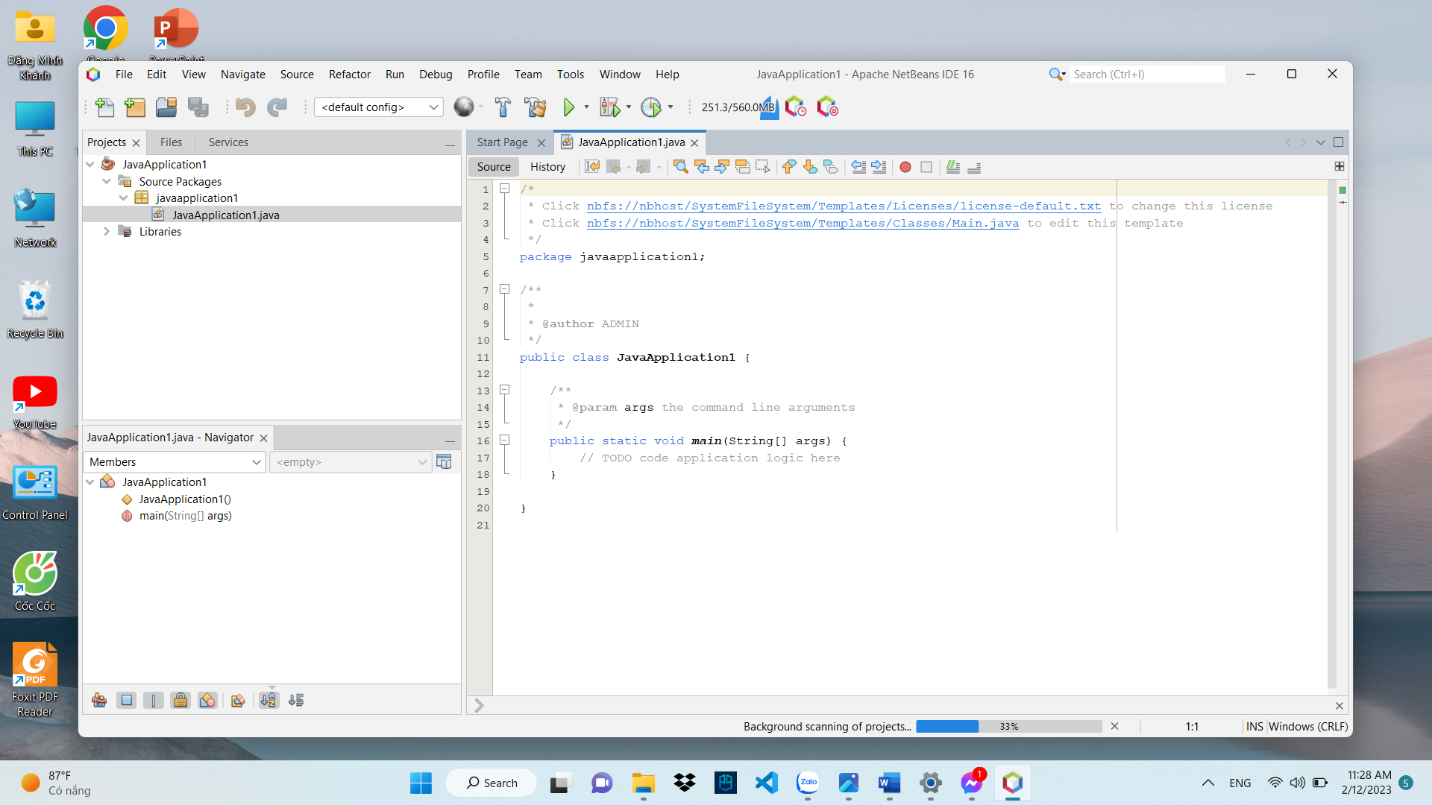 Đặng Minh
Khánh
This PC
Network
Recycle Bin
YouTube
Control Panel
Cốc Cốc
Foxit PDF
Reader
File Edit View Navigate Source Refactor Run Debug Profile Team Tools Window Help
JavaApplication1 - Apache NetBeans IDE 16
Search (Ctrl+I)
<default config>
251.3/560.0MB
Projects Files Services
JavaApplication1
Source Packages
javaapplication1
JavaApplication1.java
Libraries
JavaApplication1.java - Navigator
Members
<empty>
JavaApplication1
JavaApplication1()
main(String[] args)
Start Page JavaApplication1.java
Source History
1 /*
2 * Click nbfs://nbhost/SystemFileSystem/Templates/Licenses/license-default.txt to change this license
3 * Click nbfs://nbhost/SystemFileSystem/Templates/Classes/Main.java to edit this template
4 */
5 package javaapplication1;
6
7 /**
8 *
9 * @author ADMIN
10 */
11 public class JavaApplication1 {
12
13 /**
14 * @param args the command line arguments
15 */
16 public static void main(String[] args) {
17 // TODO code application logic here
18 }
19
20 }
21
Background scanning of projects... 33% 1:1 INS Windows (CRLF)
87°F
Có nắng
Search
Zalo
1
ENG
11:28 AM
2/12/2023
5